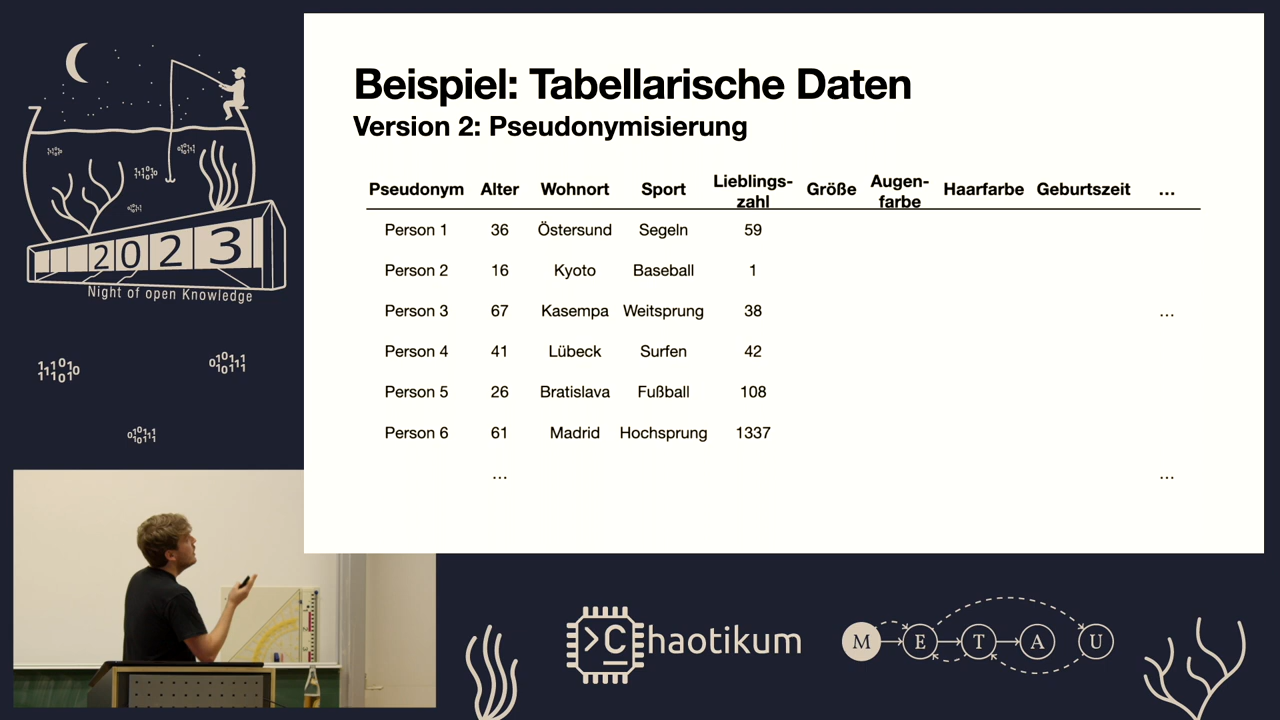 Beispiel: Tabellarische Daten
Version 2: Pseudonymisierung
Pseudonym Alter Wohnort Sport Lieblings-zahl Größe Augen-farbe Haarfarbe Geburtszeit ...
Person 1 36 Östersund Segeln 59
Person 2 16 Kyoto Baseball 1
Person 3 67 Kasempa Weitsprung 38 ...
Person 4 41 Lübeck Surfen 42
Person 5 26 Bratislava Fußball 108
Person 6 61 Madrid Hochsprung 1337
... ...
2023
Night of open Knowledge
>C haotikum
M E T A U